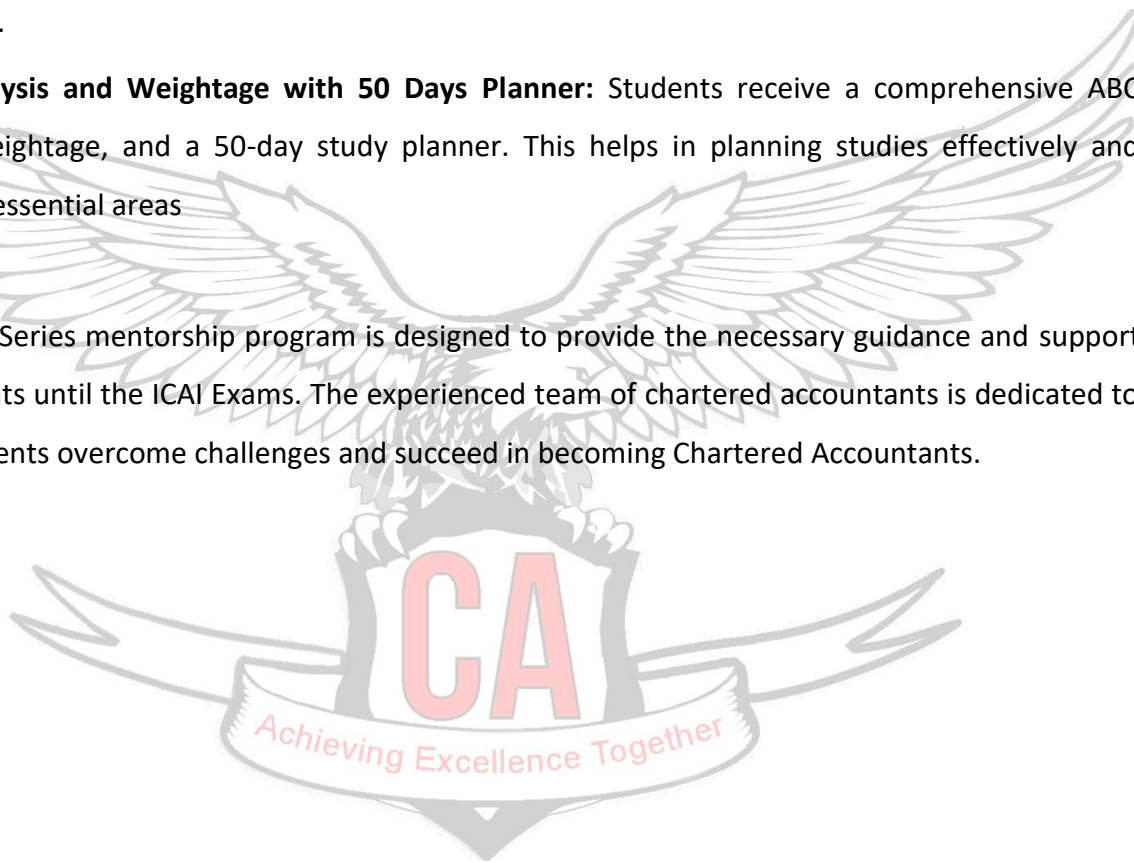 .
ysis and Weightage with 50 Days Planner: Students receive a comprehensive ABC
eightage, and a 50-day study planner. This helps in planning studies effectively and
essential areas
Series mentorship program is designed to provide the necessary guidance and support
ts until the ICAI Exams. The experienced team of chartered accountants is dedicated to
ents overcome challenges and succeed in becoming Chartered Accountants.
CA
Achieving Excellence Together